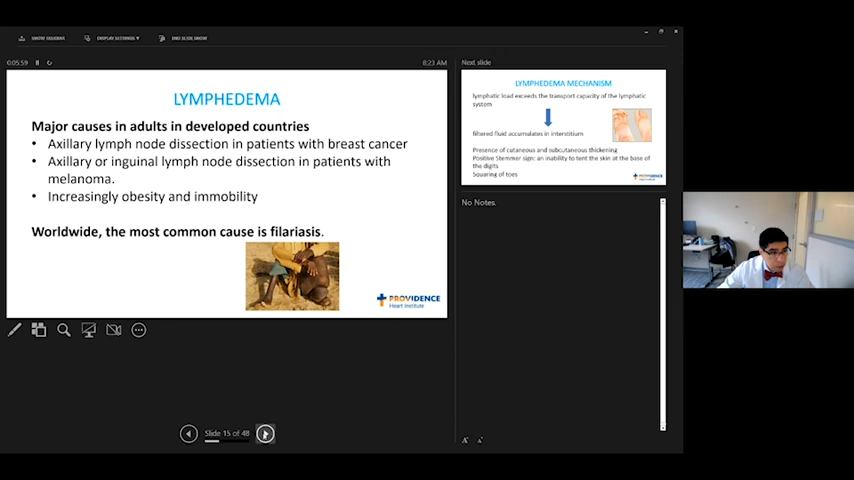 SHOW TASKBAR
DISPLAY SETTINGS ▾
END SLIDE SHOW
0:05:59
8:23 AM
LYMPHEDEMA
Major causes in adults in developed countries
• Axillary lymph node dissection in patients with breast cancer
• Axillary or inguinal lymph node dissection in patients with
melanoma.
• Increasingly obesity and immobility
Worldwide, the most common cause is filariasis.
PROVIDENCE
Heart Institute
Slide 15 of 48
Next slide
LYMPHEDEMA MECHANISM
lymphatic load exceeds the transport capacity of the lymphatic
system
filtered fluid accumulates in interstitium
Presence of cutaneous and subcutaneous thickening
Positive Stemmer sign: an inability to tent the skin at the base of
the digits
Squaring of toes
PROVIDENCE
Heart Institute
No Notes.
A A